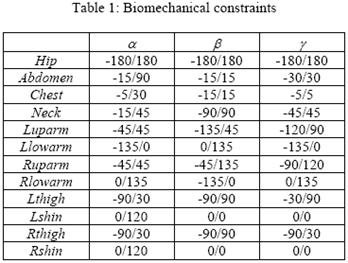 Table 1: Biomechanical constraints
α β γ
Hip -180/180 -180/180 -180/180
Abdomen -15/90 -15/15 -30/30
Chest -5/30 -15/15 -5/5
Neck -15/45 -90/90 -45/45
Luparm -45/45 -135/45 -120/90
Llowarm -135/0 0/135 -135/0
Ruparm -45/45 -45/135 -90/120
Rlowarm 0/135 -135/0 0/135
Lthigh -90/30 -90/90 -30/90
Lshin 0/120 0/0 0/0
Rthigh -90/30 -90/90 -90/30
Rshin 0/120 0/0 0/0